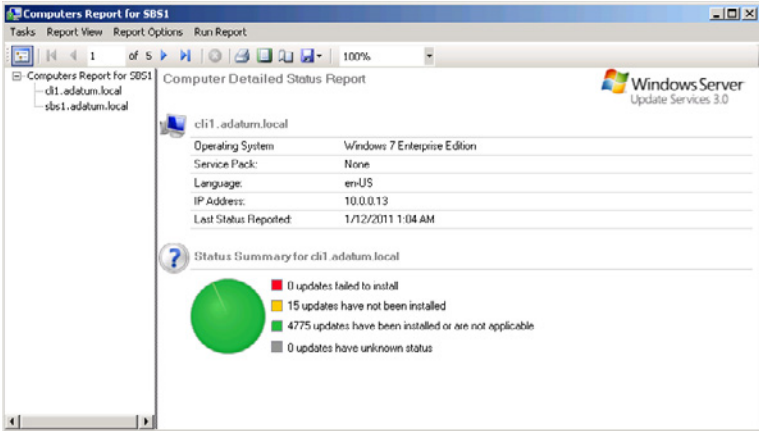 Computers Report for SBS1
Tasks Report View Report Options Run Report
1 of 5 100%
Computers Report for SBS1
cli1.adatum.local
sbs1.adatum.local
Computer Detailed Status Report
Windows Server
Update Services 3.0
cli1.adatum.local
Operating System Windows 7 Enterprise Edition
Service Pack: None
Language: en-US
IP Address: 10.0.0.13
Last Status Reported: 1/12/2011 1:04 AM
Status Summary for cli1.adatum.local
0 updates failed to install
15 updates have not been installed
4775 updates have been installed or are not applicable
0 updates have unknown status